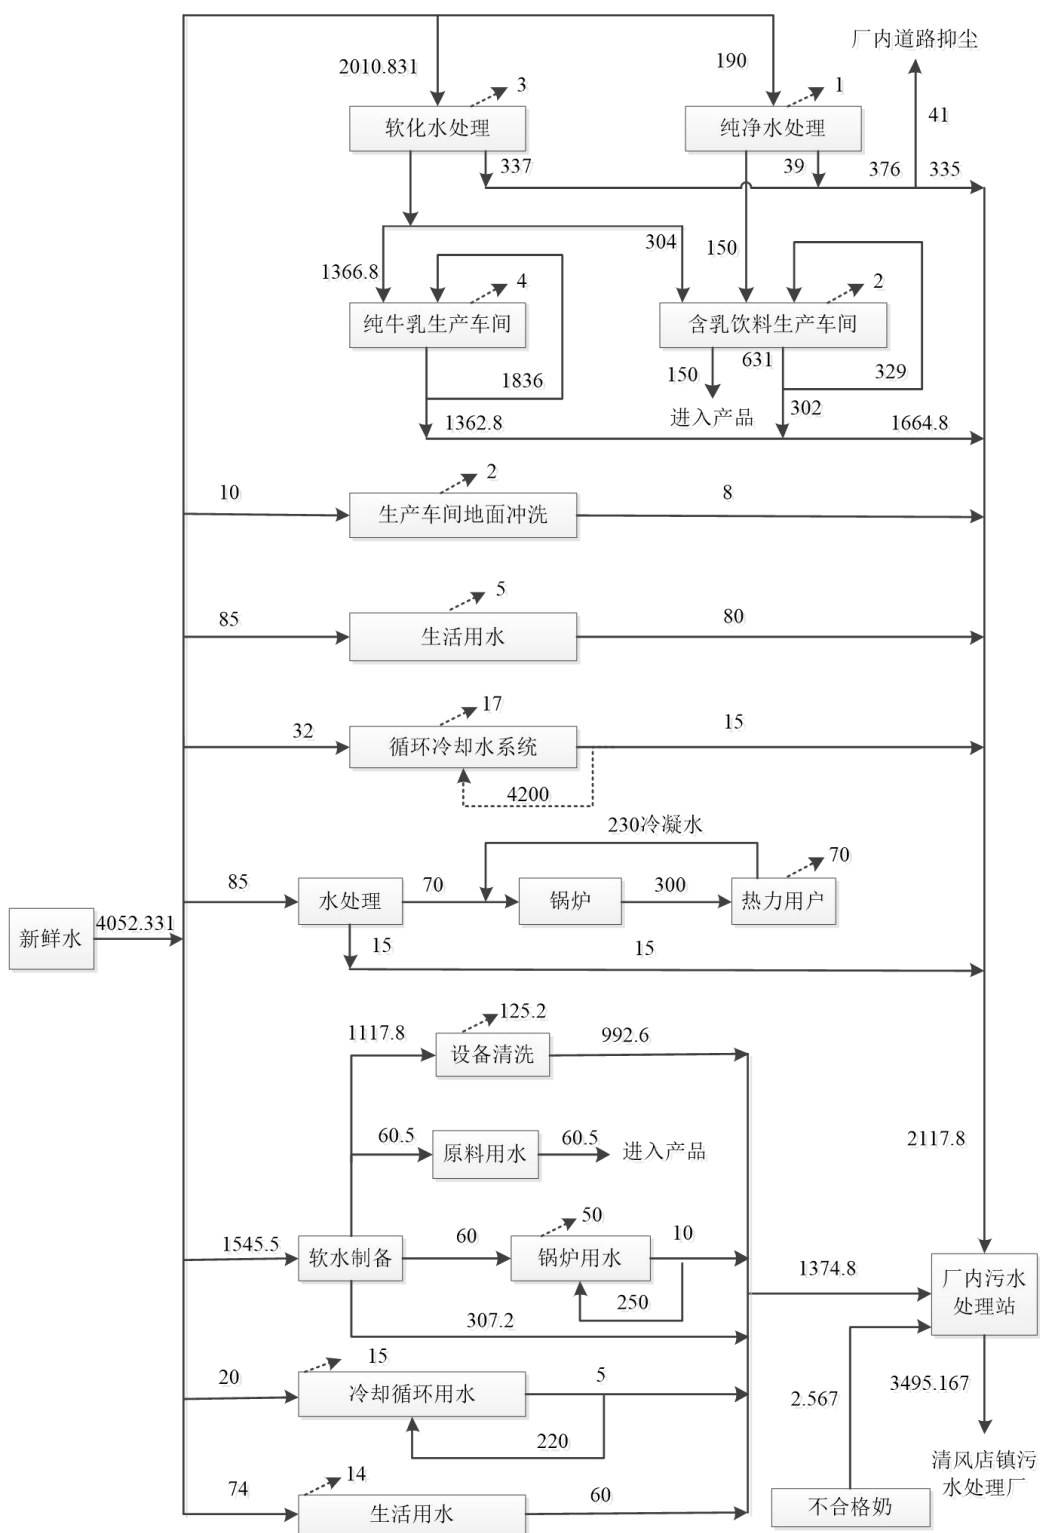 厂内道路抑尘
2010.831
190
3
1
41
软化水处理
纯净水处理
337
39
376
335
304
150
1366.8
4
2
纯牛乳生产车间
含乳饮料生产车间
631
1836
150
329
进入产品
302
1362.8
1664.8
2
10
8
生产车间地面冲洗
5
85
80
生活用水
17
32
15
循环冷却水系统
4200
230冷凝水
70
85
70
300
水处理
锅炉
热力用户
4052.331
新鲜水
15
15
125.2
1117.8
992.6
设备清洗
60.5
60.5
原料用水
进入产品
2117.8
50
1545.5
60
10
软水制备
锅炉用水
1374.8
厂内污水
处理站
250
307.2
15
20
5
冷却循环用水
2.567
3495.167
220
清风店镇污
水处理厂
14
74
60
生活用水
不合格奶